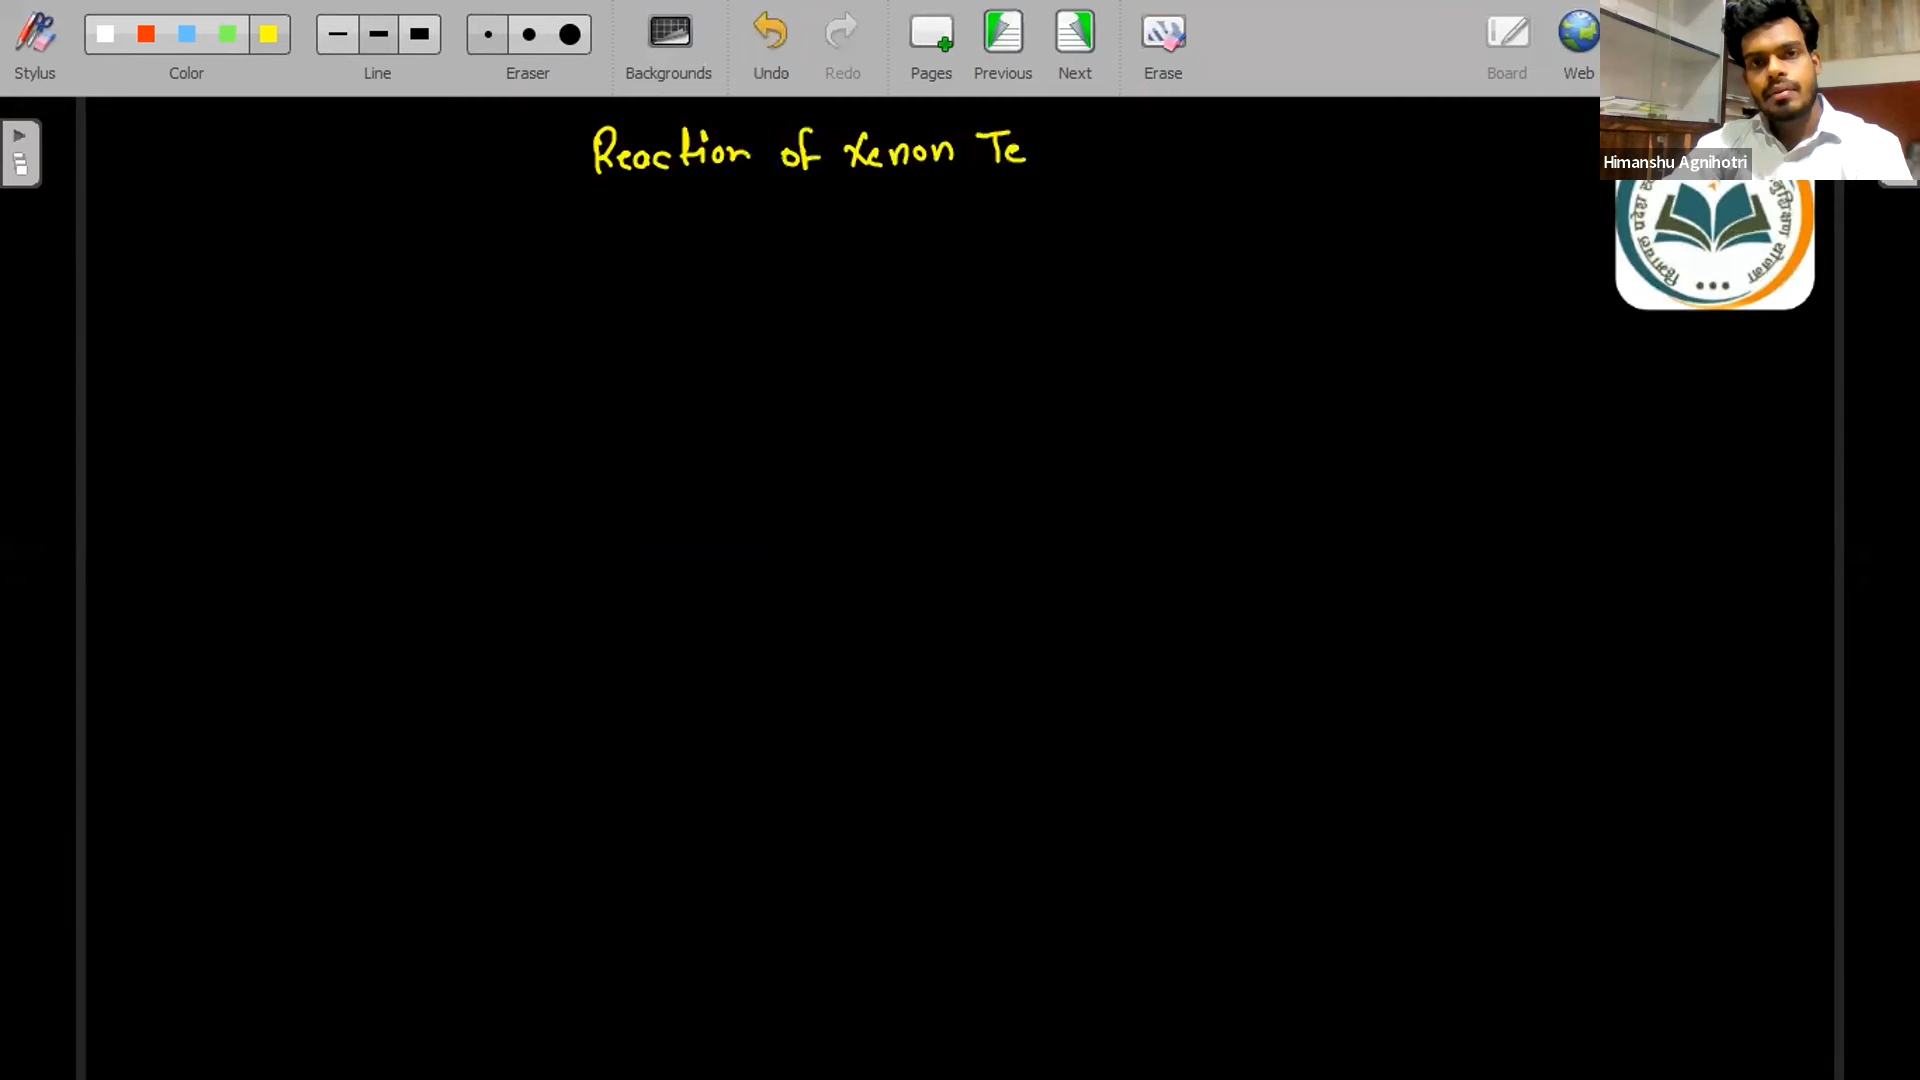 Stylus
Color
Line
Eraser
Backgrounds
Undo
Redo
Pages
Previous
Next
Erase
Board
Web
Himanshu Agnihotri
Reaction of Xenon Te